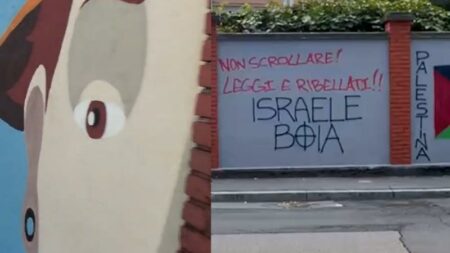 NON SCROLLARE!
LEGGI E RIBELLATI!!
ISRAELE
BOIA
PALESTINA